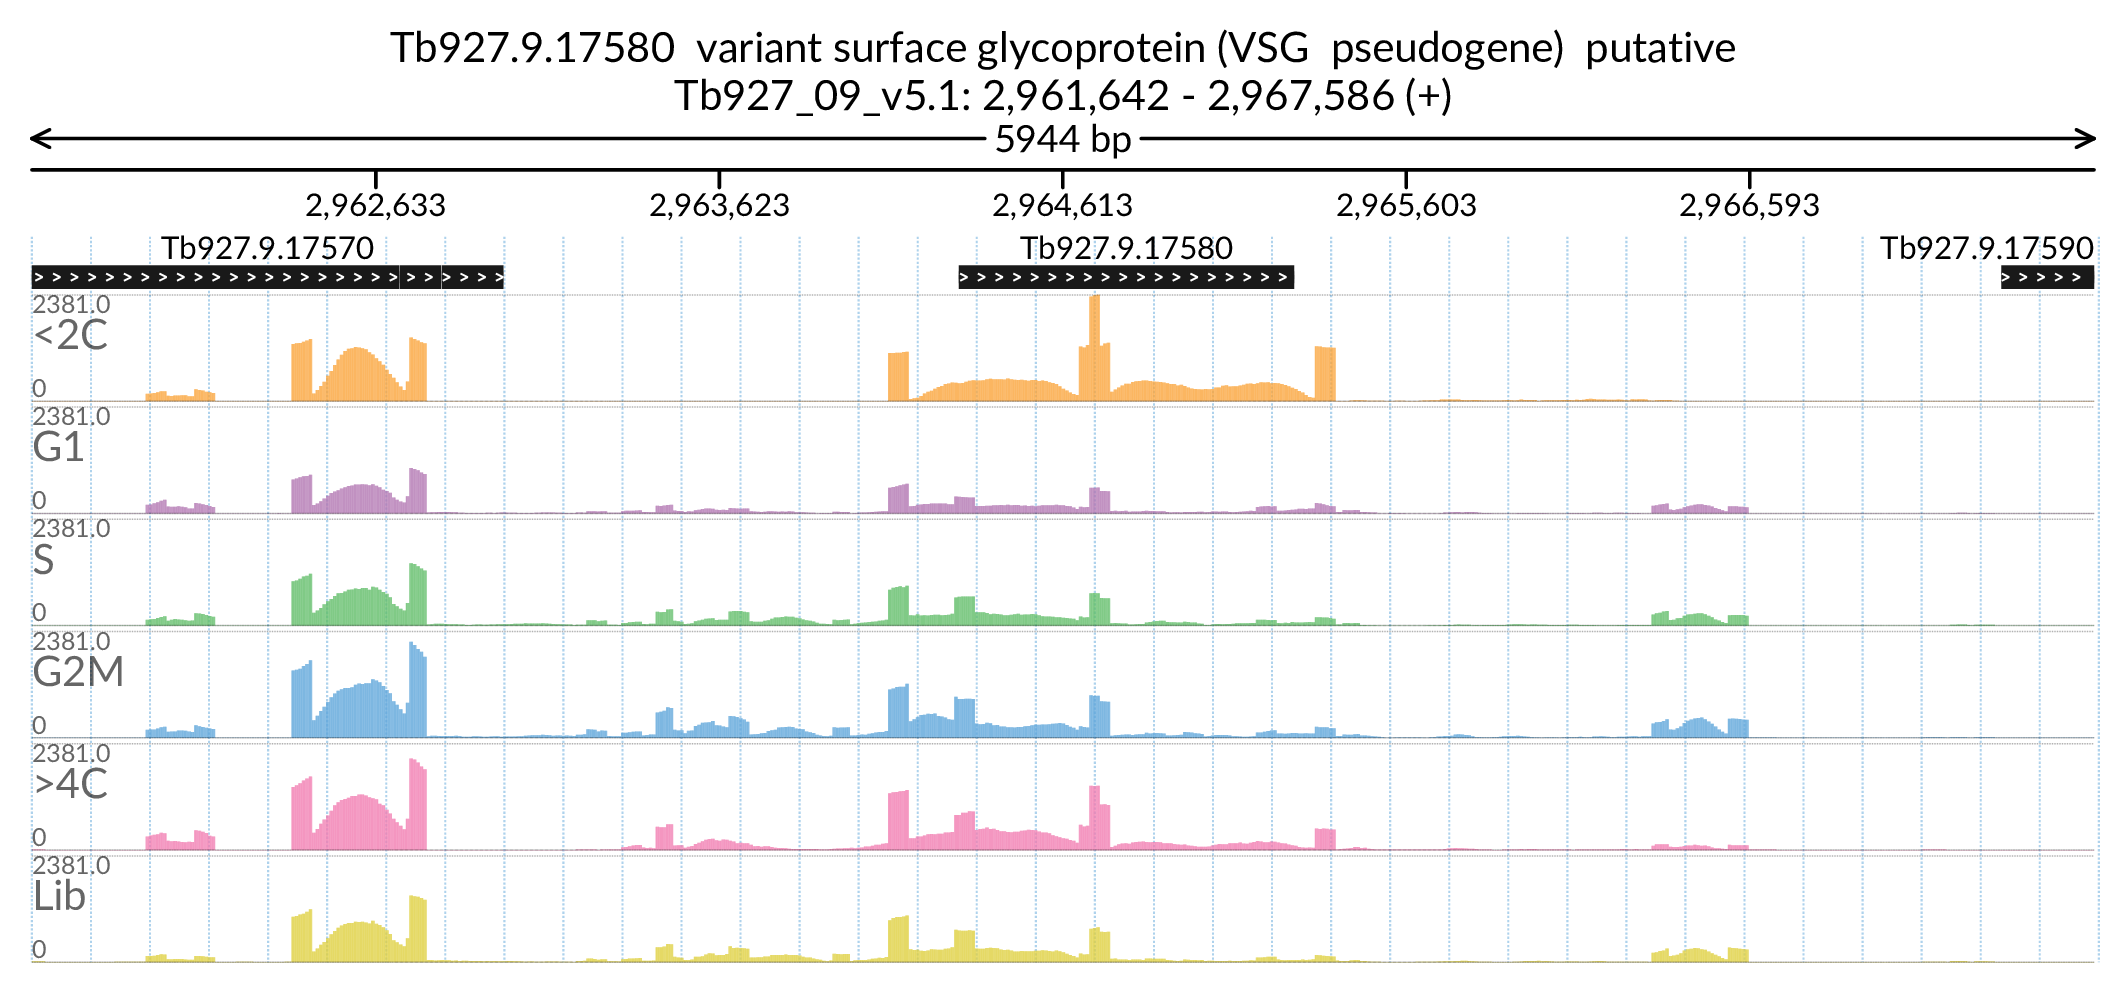 Tb927.9.17580  variant surface glycoprotein (VSG  pseudogene)  putative
Tb927_09_v5.1: 2,961,642 - 2,967,586 (+)
5944 bp
2,962,633 2,963,623 2,964,613 2,965,603 2,966,593
Tb927.9.17570 Tb927.9.17580 Tb927.9.17590
2381.0
<2C
0
2381.0
G1
0
2381.0
S
0
2381.0
G2M
0
2381.0
>4C
0
2381.0
Lib
0